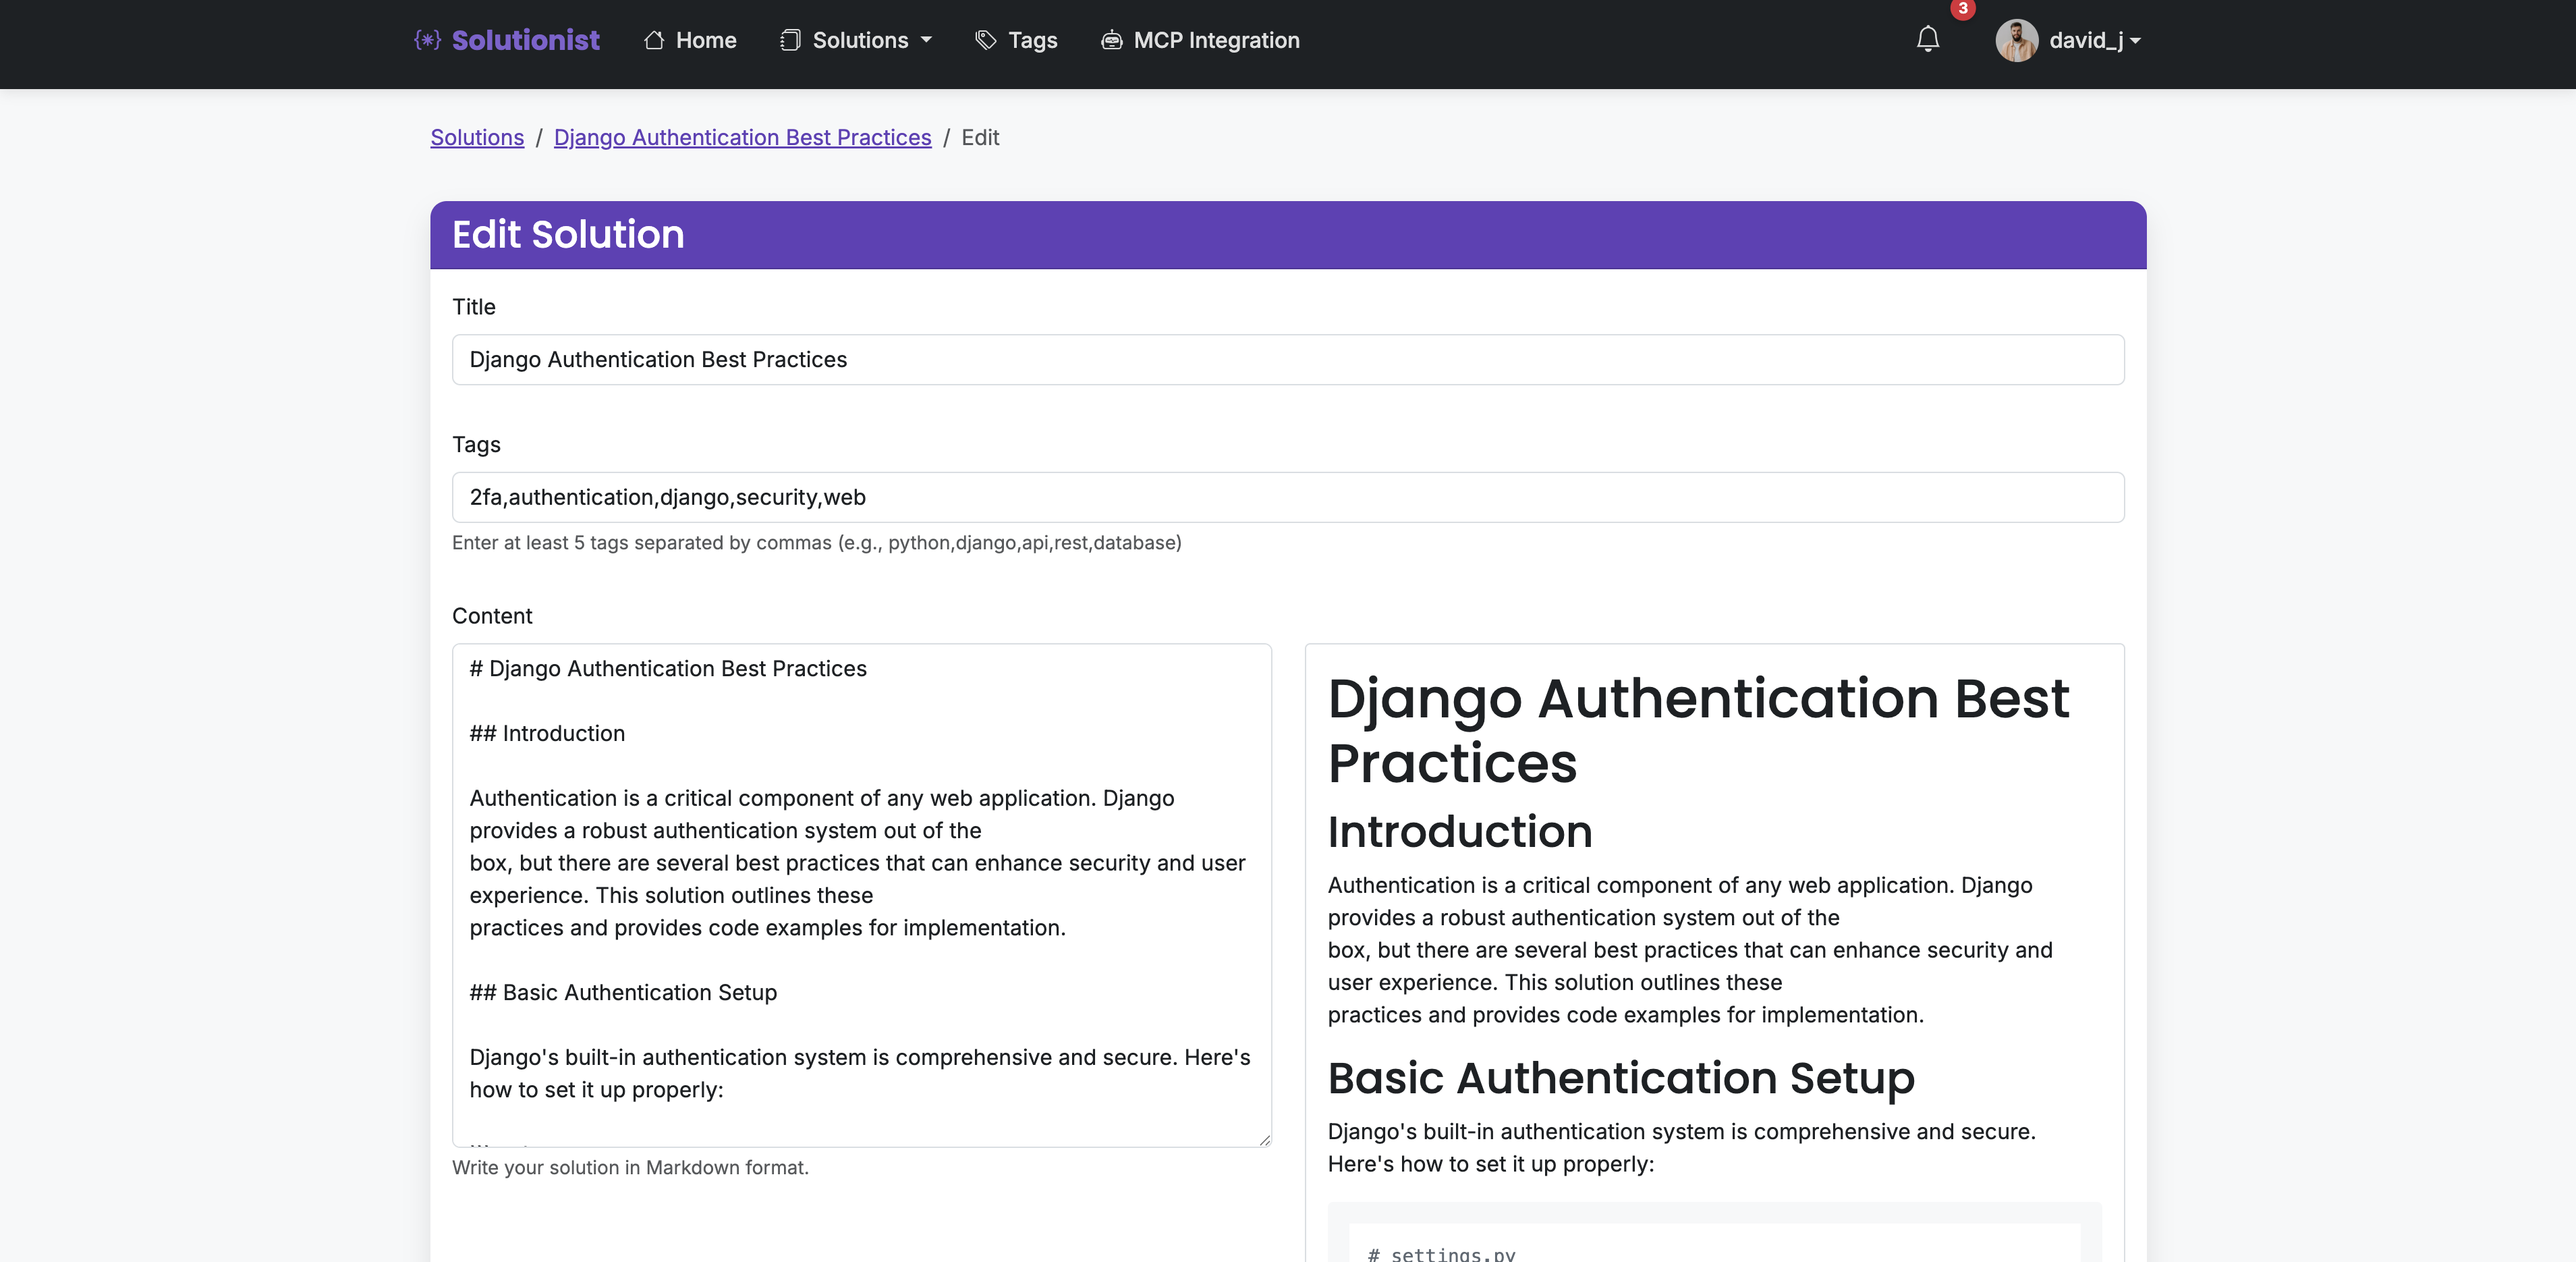 {*} Solutionist Home Solutions Tags MCP Integration 3 david_j
Solutions / Django Authentication Best Practices / Edit
Edit Solution
Title
Django Authentication Best Practices
Tags
2fa,authentication,django,security,web
Enter at least 5 tags separated by commas (e.g., python,django,api,rest,database)
Content
# Django Authentication Best Practices
## Introduction
Authentication is a critical component of any web application. Django
provides a robust authentication system out of the
box, but there are several best practices that can enhance security and user
experience. This solution outlines these
practices and provides code examples for implementation.
## Basic Authentication Setup
Django's built-in authentication system is comprehensive and secure. Here's
how to set it up properly:
Write your solution in Markdown format.
Django Authentication Best
Practices
Introduction
Authentication is a critical component of any web application. Django
provides a robust authentication system out of the
box, but there are several best practices that can enhance security and
user experience. This solution outlines these
practices and provides code examples for implementation.
Basic Authentication Setup
Django's built-in authentication system is comprehensive and secure.
Here's how to set it up properly:
# settings.py